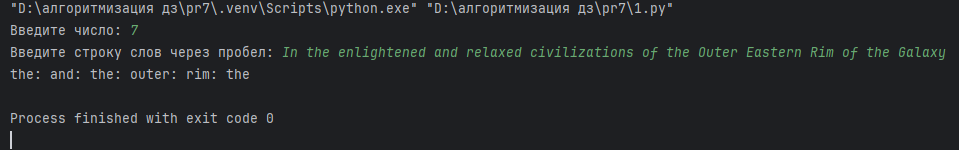 "D:\алгоритмизация дз\pr7\.venv\Scripts\python.exe" "D:\алгоритмизация дз\pr7\1.py"
Введите число: 7
Введите строку слов через пробел: In the enlightened and relaxed civilizations of the Outer Eastern Rim of the Galaxy
the: and: the: outer: rim: the
Process finished with exit code 0